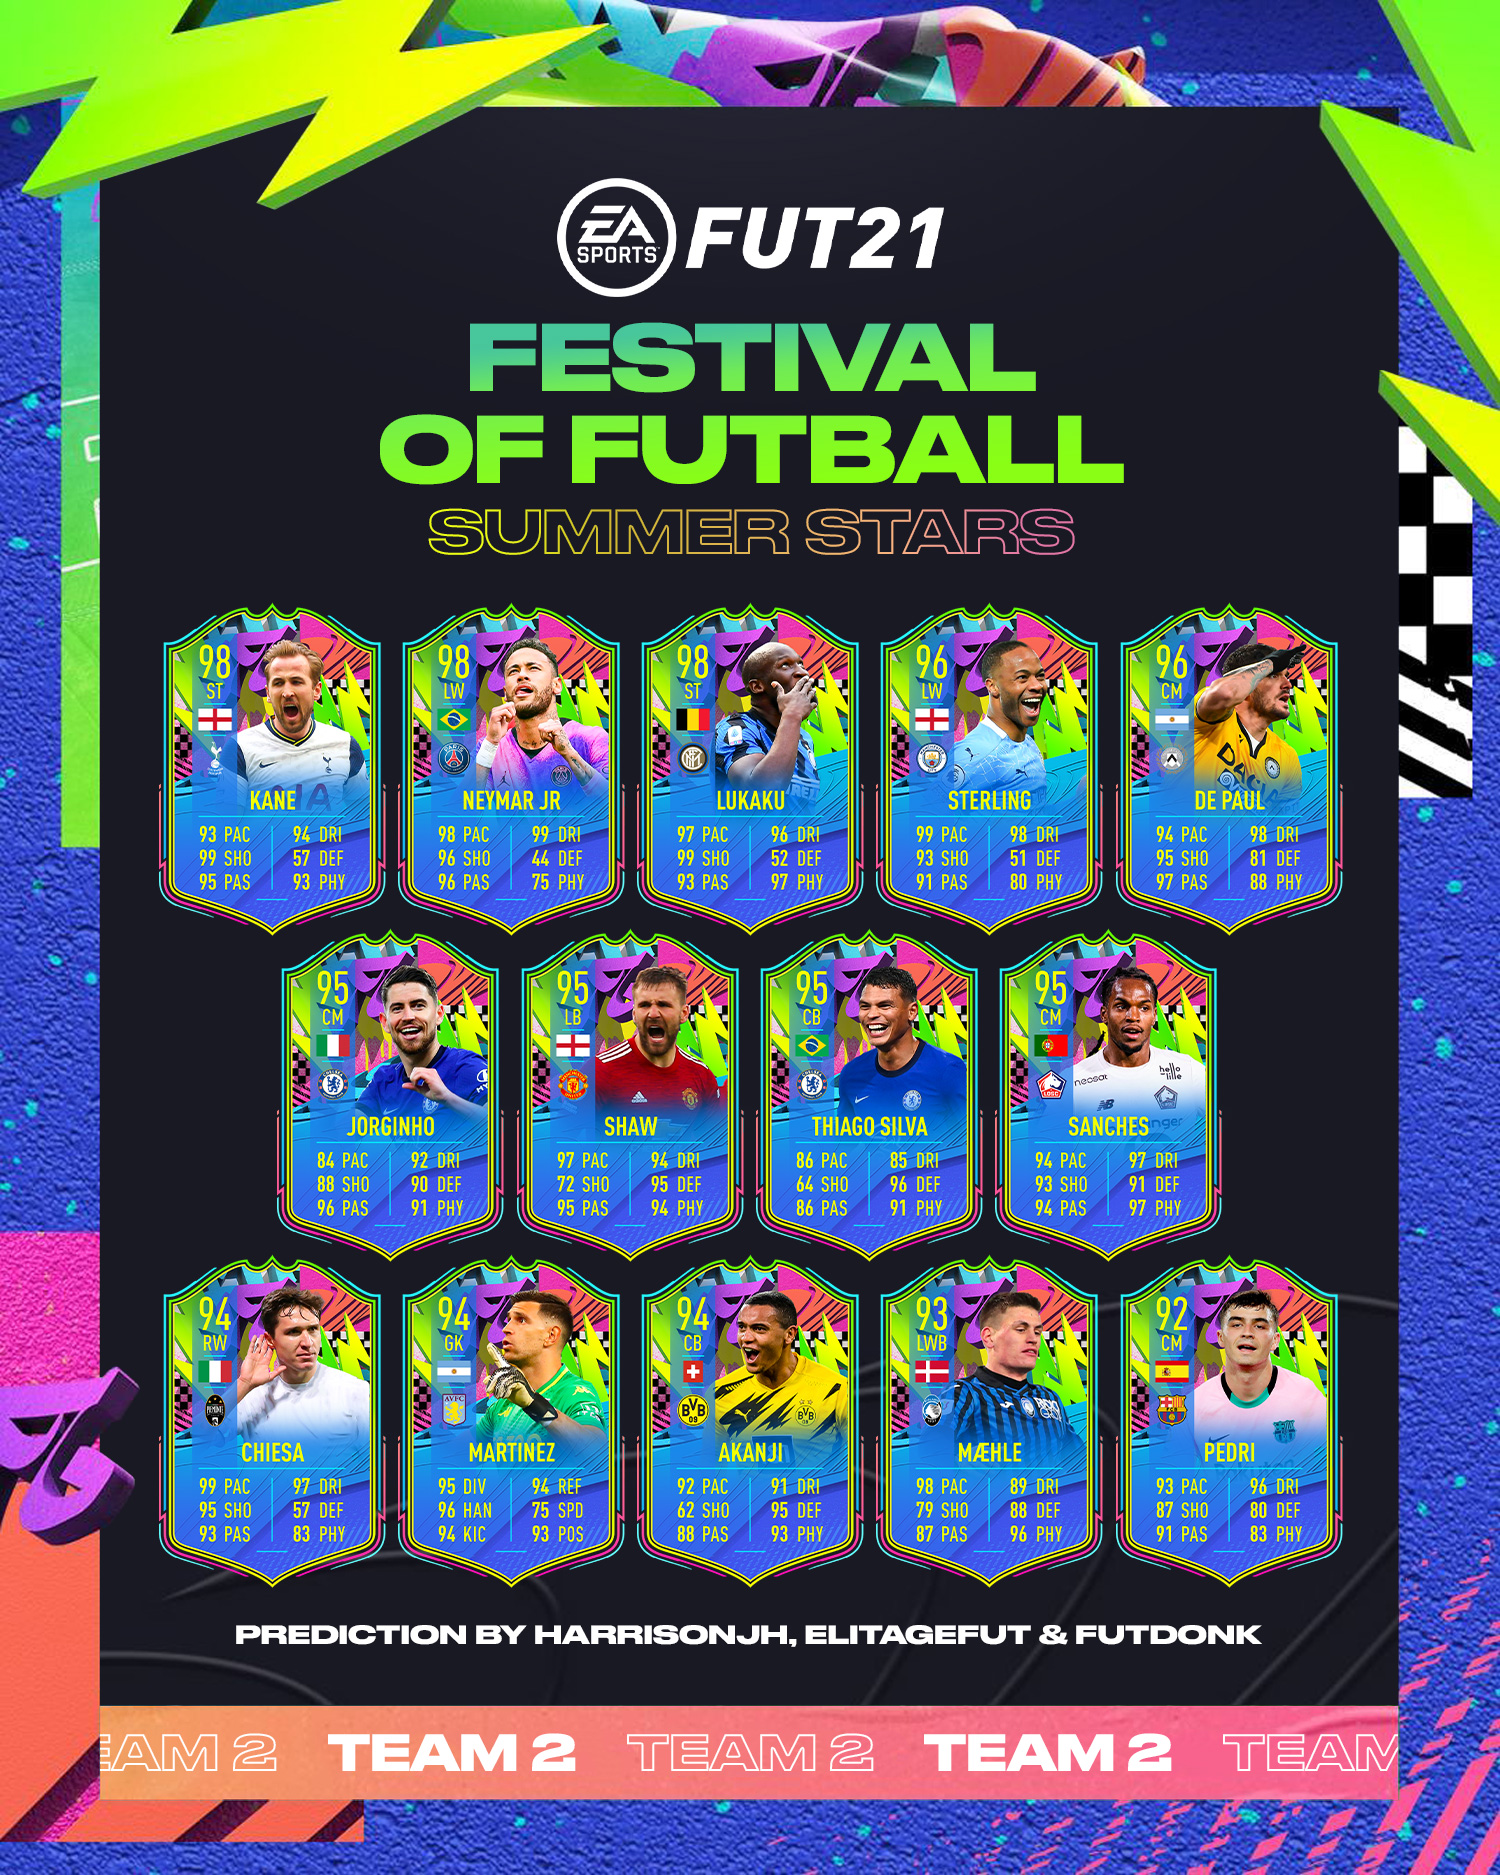 EA
SPORTS
FUT21
FESTIVAL
OF FUTBALL
SUMMER STARS
98
ST
KANE
93 PAC 94 DRI
99 SHO 57 DEF
95 PAS 93 PHY
98
LW
NEYMAR JR
98 PAC 99 DRI
96 SHO 44 DEF
96 PAS 75 PHY
98
ST
LUKAKU
97 PAC 96 DRI
99 SHO 52 DEF
93 PAS 97 PHY
96
LW
STERLING
99 PAC 98 DRI
93 SHO 51 DEF
91 PAS 80 PHY
96
CM
DE PAUL
94 PAC 98 DRI
95 SHO 81 DEF
97 PAS 88 PHY
95
CM
JORGINHO
84 PAC 92 DRI
88 SHO 90 DEF
96 PAS 91 PHY
95
LB
SHAW
97 PAC 94 DRI
72 SHO 95 DEF
95 PAS 94 PHY
95
CB
THIAGO SILVA
86 PAC 85 DRI
64 SHO 96 DEF
86 PAS 91 PHY
95
CM
neosat
hello
lille
SANCHES
94 PAC 97 DRI
93 SHO 91 DEF
94 PAS 97 PHY
94
RW
CHIESA
99 PAC 97 DRI
95 SHO 57 DEF
93 PAS 83 PHY
94
GK
AVFC
MARTINEZ
95 DIV 94 REF
96 HAN 75 SPD
94 KIC 93 POS
94
CB
BVB
09
AKANJI
92 PAC 91 DRI
62 SHO 95 DEF
88 PAS 93 PHY
93
LWB
MÆHLE
98 PAC 89 DRI
79 SHO 88 DEF
87 PAS 96 PHY
92
CM
PEDRI
93 PAC 96 DRI
87 SHO 80 DEF
91 PAS 83 PHY
PREDICTION BY HARRISONJH, ELITAGEFUT & FUTDONK
EAM 2 TEAM 2 TEAM 2 TEAM 2 TEAM